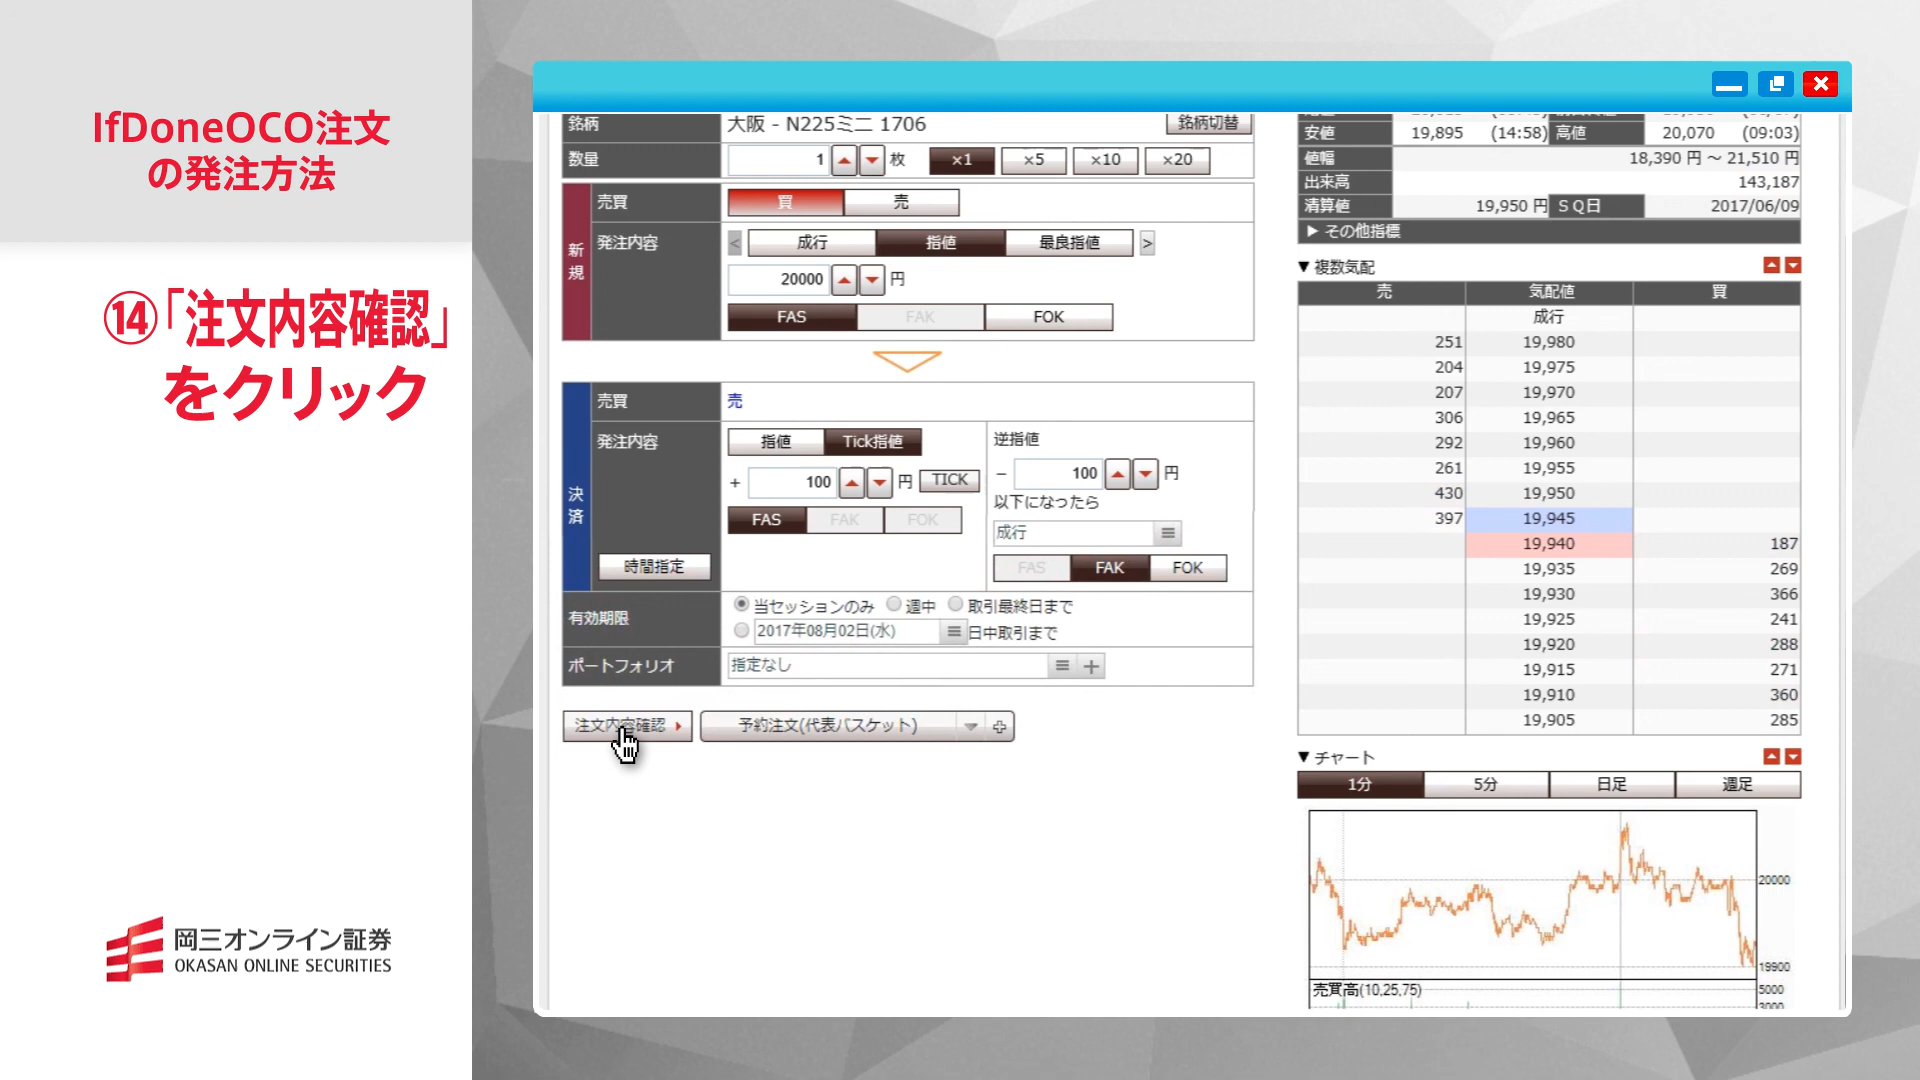 IfDoneOCO注文
の発注方法
⑭「注文内容確認」
をクリック
岡三オンライン証券
OKASAN ONLINE SECURITIES
銘柄 大阪 - N225ミニ 1706 銘柄切替
数量 1 枚 ×1 ×5 ×10 ×20
新規
売買 買 売
発注内容 < 成行 指値 最良指値 >
20000 円
FAS FAK FOK
決済
売買 売
発注内容 指値 Tick指値
+ 100 円 TICK
FAS FAK FOK
逆指値
− 100 円
以下になったら
成行
FAS FAK FOK
時間指定
有効期限 当セッションのみ 週中 取引最終日まで
2017年08月02日(水) 日中取引まで
ポートフォリオ 指定なし
注文内容確認 予約注文(代表バスケット)
安値 19,895 (14:58) 高値 20,070 (09:03)
値幅 18,390 円 ～ 21,510 円
出来高 143,187
清算値 19,950 円 ＳＱ日 2017/06/09
▶ その他指標
▼ 複数気配
売 気配値 買
成行
251 19,980
204 19,975
207 19,970
306 19,965
292 19,960
261 19,955
430 19,950
397 19,945
19,940 187
19,935 269
19,930 366
19,925 241
19,920 288
19,915 271
19,910 360
19,905 285
▼ チャート
1分 5分 日足 週足
20000
19900
売買高(10,25,75)
5000
3000